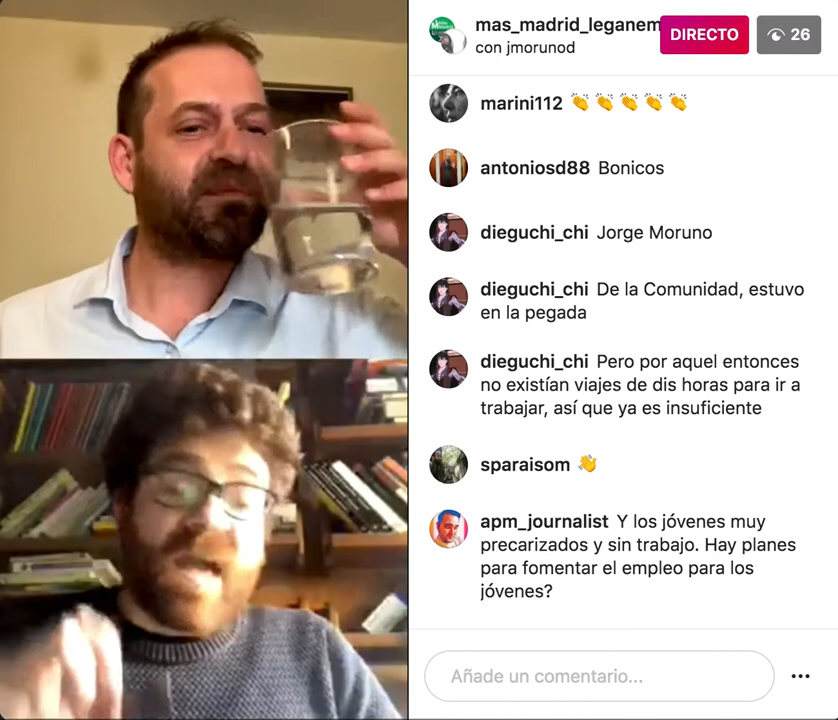 mas_madrid_leganem
con jmorunod
DIRECTO
26
marini112 👏 👏 👏 👏 👏
antoniosd88 Bonicos
dieguchi_chi Jorge Moruno
dieguchi_chi De la Comunidad, estuvo
en la pegada
dieguchi_chi Pero por aquel entonces
no existían viajes de dis horas para ir a
trabajar, así que ya es insuficiente
sparaisom 👋
apm_journalist Y los jóvenes muy
precarizados y sin trabajo. Hay planes
para fomentar el empleo para los
jóvenes?
Añade un comentario...